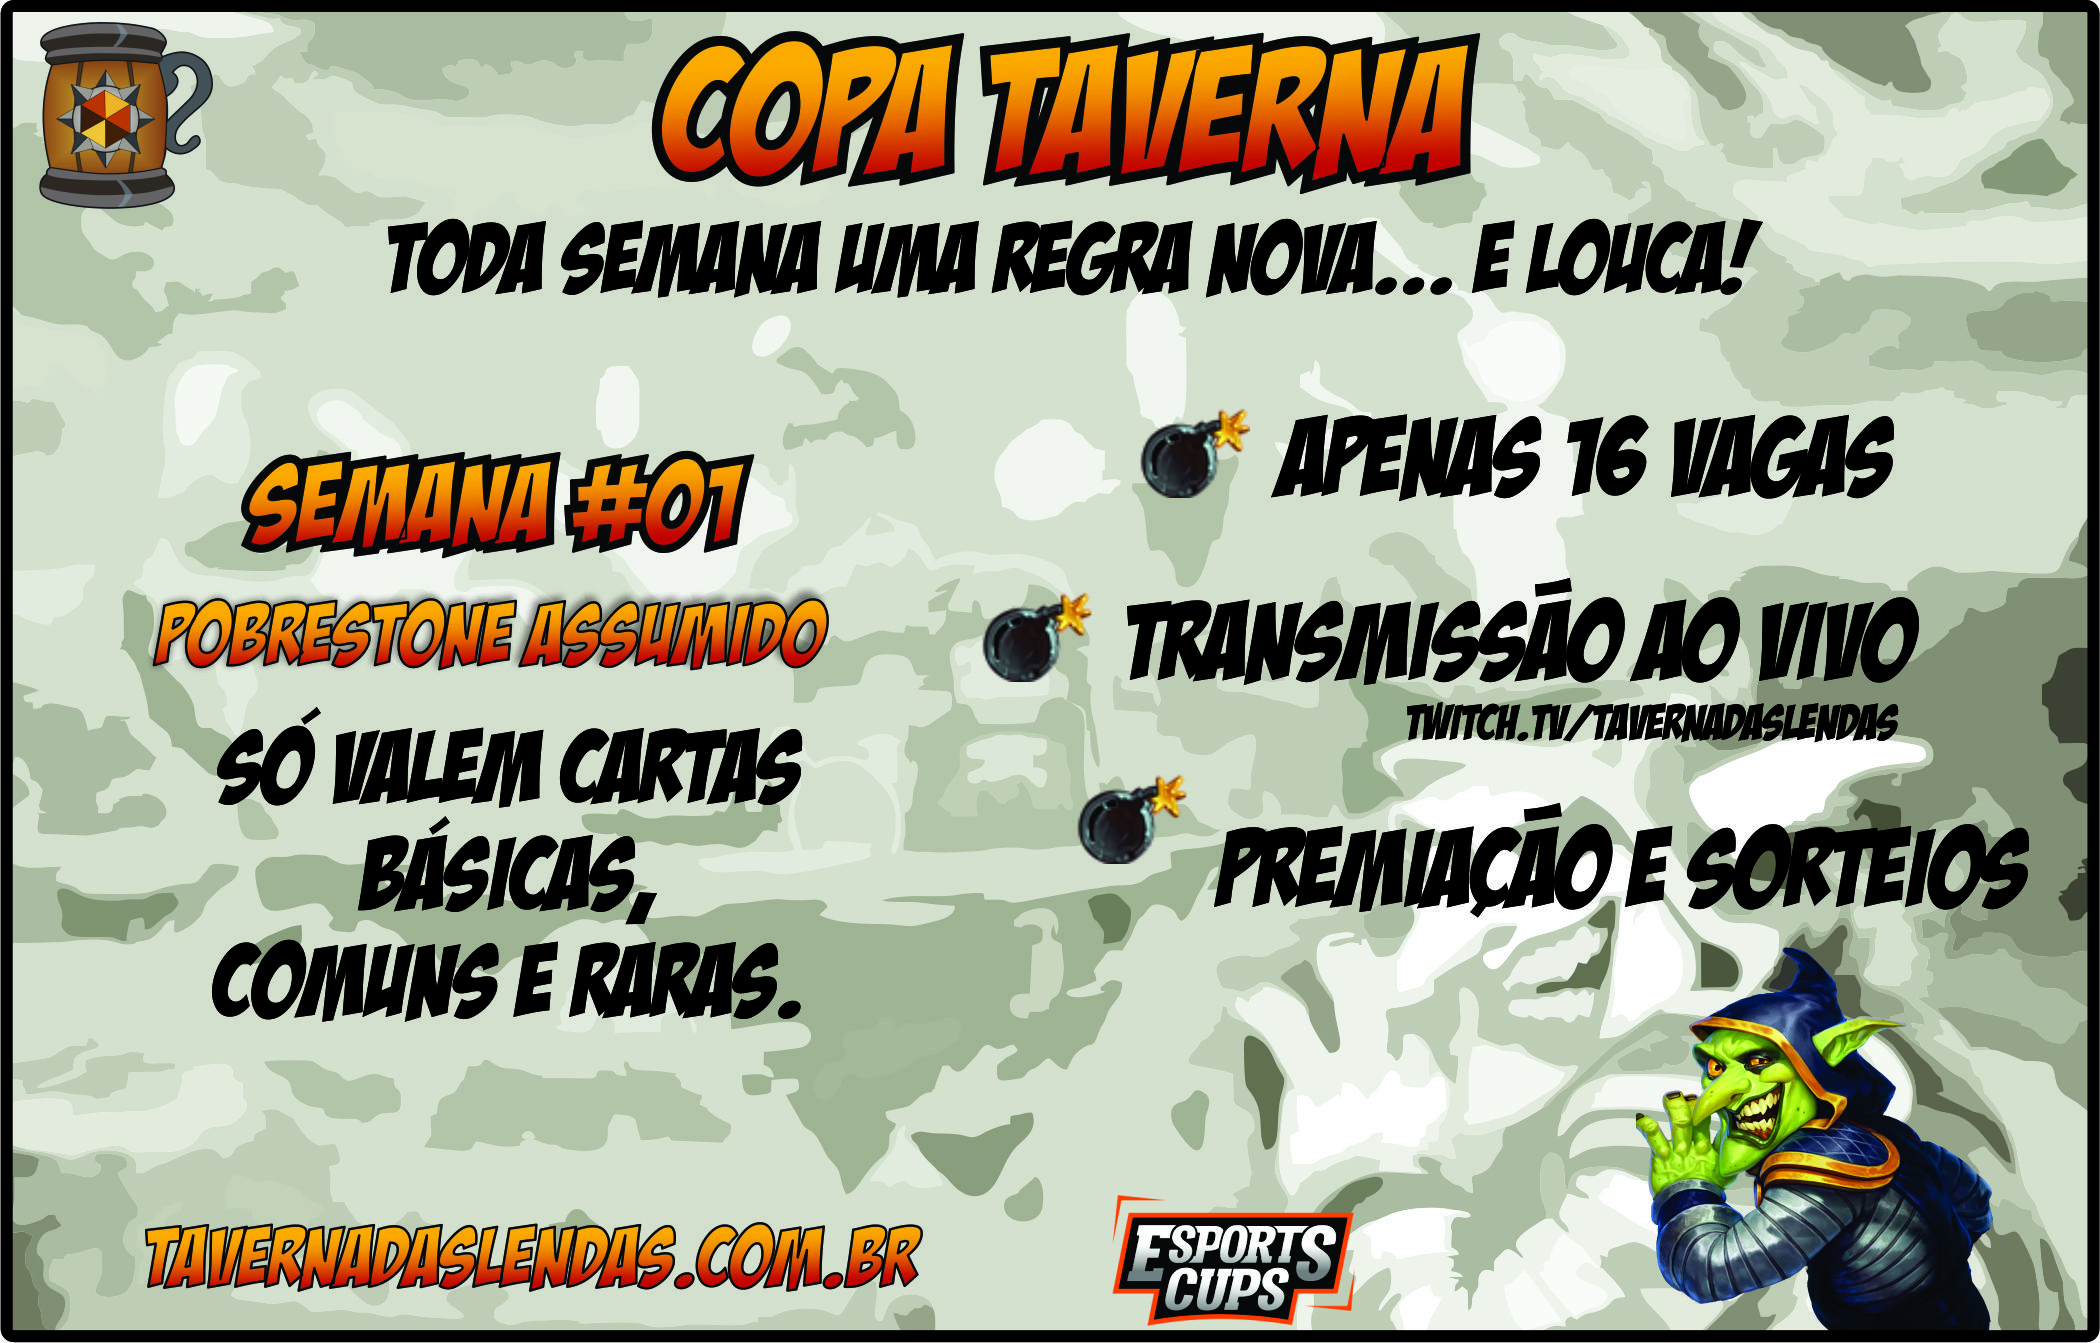 COPA TAVERNA
TODA SEMANA UMA REGRA NOVA... E LOUCA!
SEMANA #01
POBRESTONE ASSUMIDO
SÓ VALEM CARTAS
BÁSICAS,
COMUNS E RARAS.
APENAS 16 VAGAS
TRANSMISSÃO AO VIVO
TWITCH.TV/TAVERNADASLENDAS
PREMIAÇÃO E SORTEIOS
TAVERNADASLENDAS.COM.BR
ESPORTS
CUPS